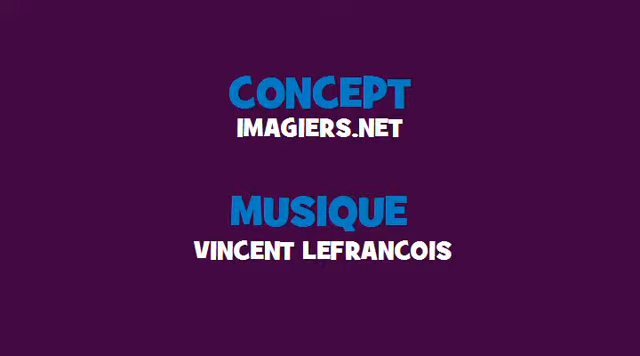 CONCEPT
IMAGIERS.NET
MUSIQUE
VINCENT LEFRANCOIS